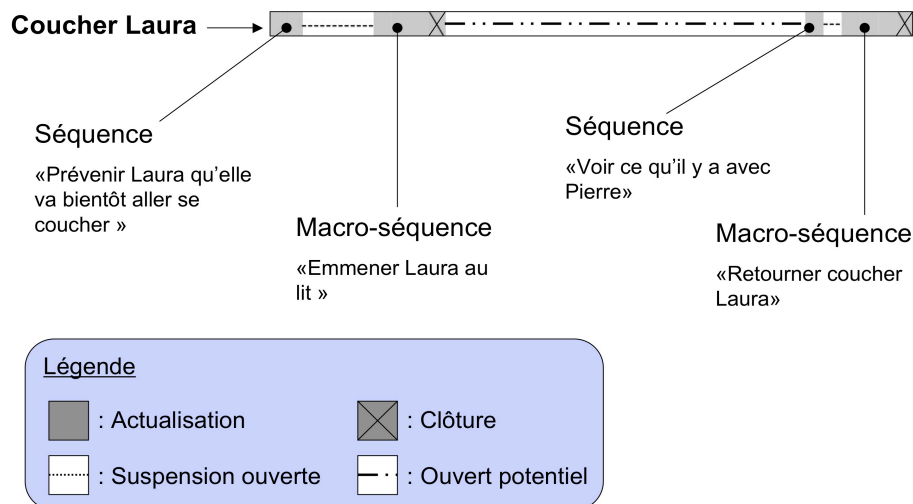 Coucher Laura
Séquence
«Prévenir Laura qu’elle
va bientôt aller se
coucher »
Macro-séquence
«Emmener Laura au
lit »
Séquence
«Voir ce qu’il y a avec
Pierre»
Macro-séquence
«Retourner coucher
Laura»
Légende
: Actualisation
: Clôture
: Suspension ouverte
: Ouvert potentiel